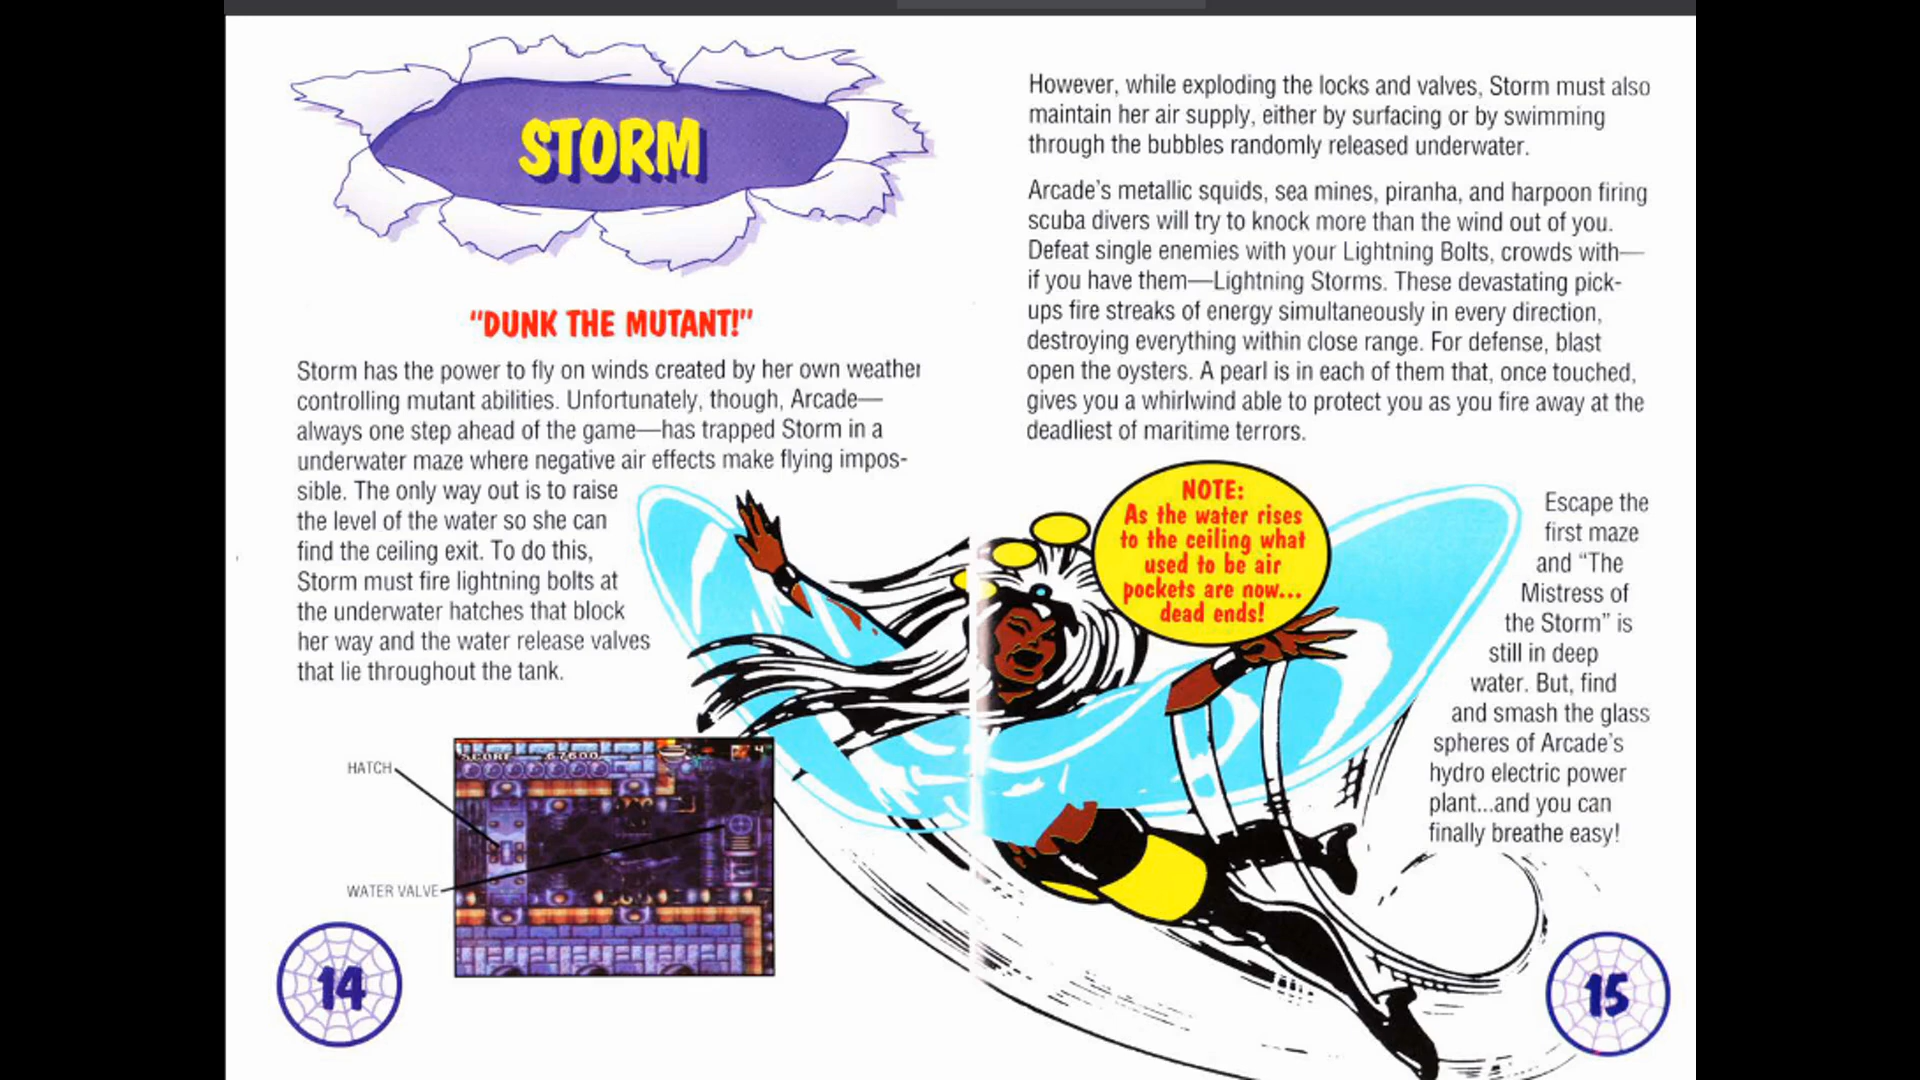 STORM
"DUNK THE MUTANT!"
Storm has the power to fly on winds created by her own weather
controlling mutant abilities. Unfortunately, though, Arcade—
always one step ahead of the game—has trapped Storm in a
underwater maze where negative air effects make flying impos-
sible. The only way out is to raise
the level of the water so she can
find the ceiling exit. To do this,
Storm must fire lightning bolts at
the underwater hatches that block
her way and the water release valves
that lie throughout the tank.
HATCH
WATER VALVE
SCORE 67600
4
14
However, while exploding the locks and valves, Storm must also
maintain her air supply, either by surfacing or by swimming
through the bubbles randomly released underwater.
Arcade's metallic squids, sea mines, piranha, and harpoon firing
scuba divers will try to knock more than the wind out of you.
Defeat single enemies with your Lightning Bolts, crowds with—
if you have them—Lightning Storms. These devastating pick-
ups fire streaks of energy simultaneously in every direction,
destroying everything within close range. For defense, blast
open the oysters. A pearl is in each of them that, once touched,
gives you a whirlwind able to protect you as you fire away at the
deadliest of maritime terrors.
NOTE:
As the water rises
to the ceiling what
used to be air
pockets are now...
dead ends!
Escape the
first maze
and "The
Mistress of
the Storm" is
still in deep
water. But, find
and smash the glass
spheres of Arcade's
hydro electric power
plant...and you can
finally breathe easy!
15